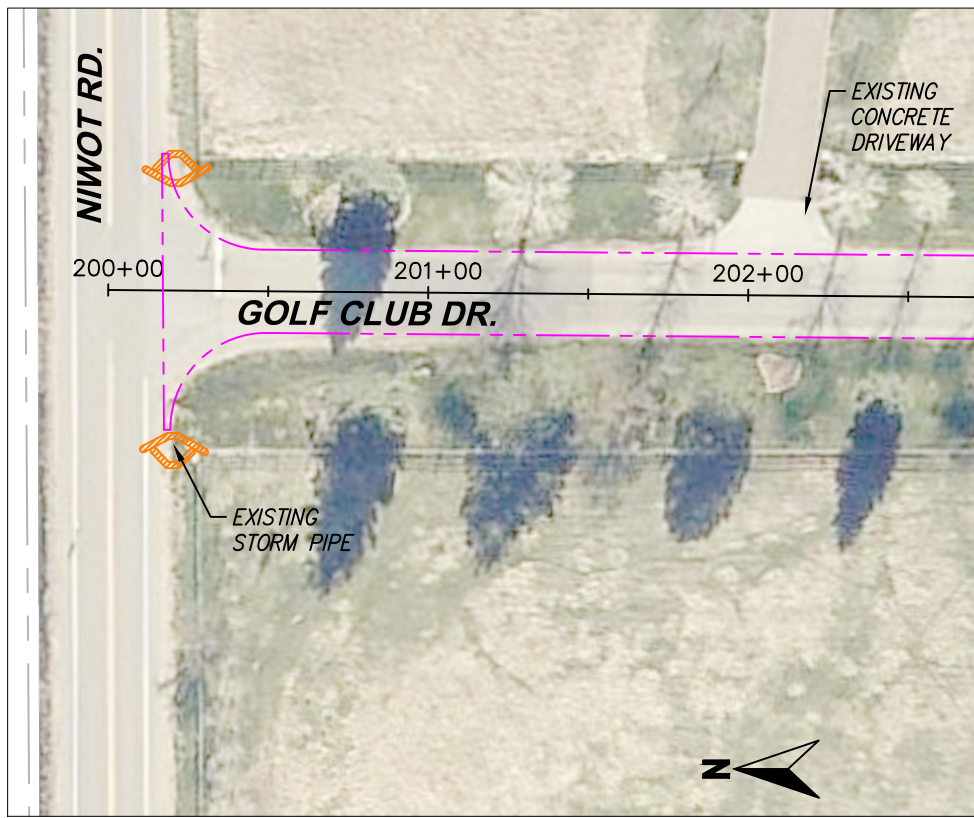 NIWOT RD.
EXISTING
CONCRETE
DRIVEWAY
200+00
201+00
202+00
GOLF CLUB DR.
EXISTING
STORM PIPE
N